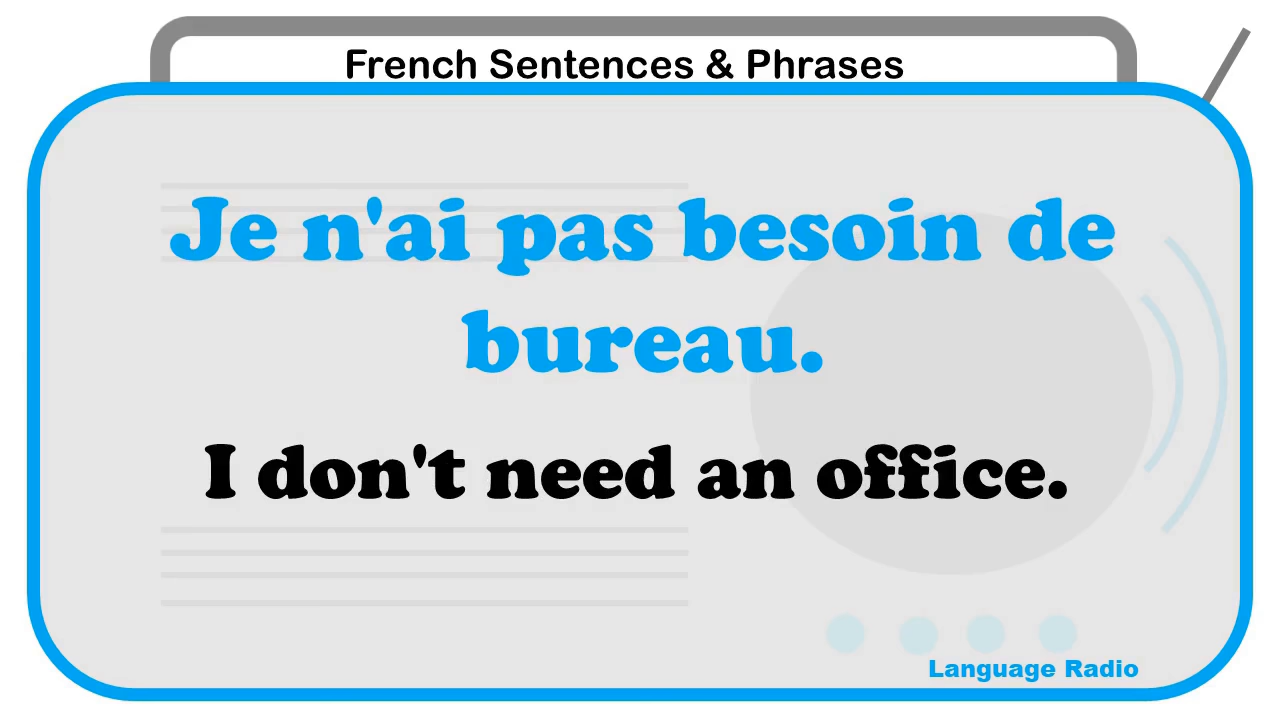 French Sentences & Phrases
Je n'ai pas besoin de
bureau.
I don't need an office.
Language Radio